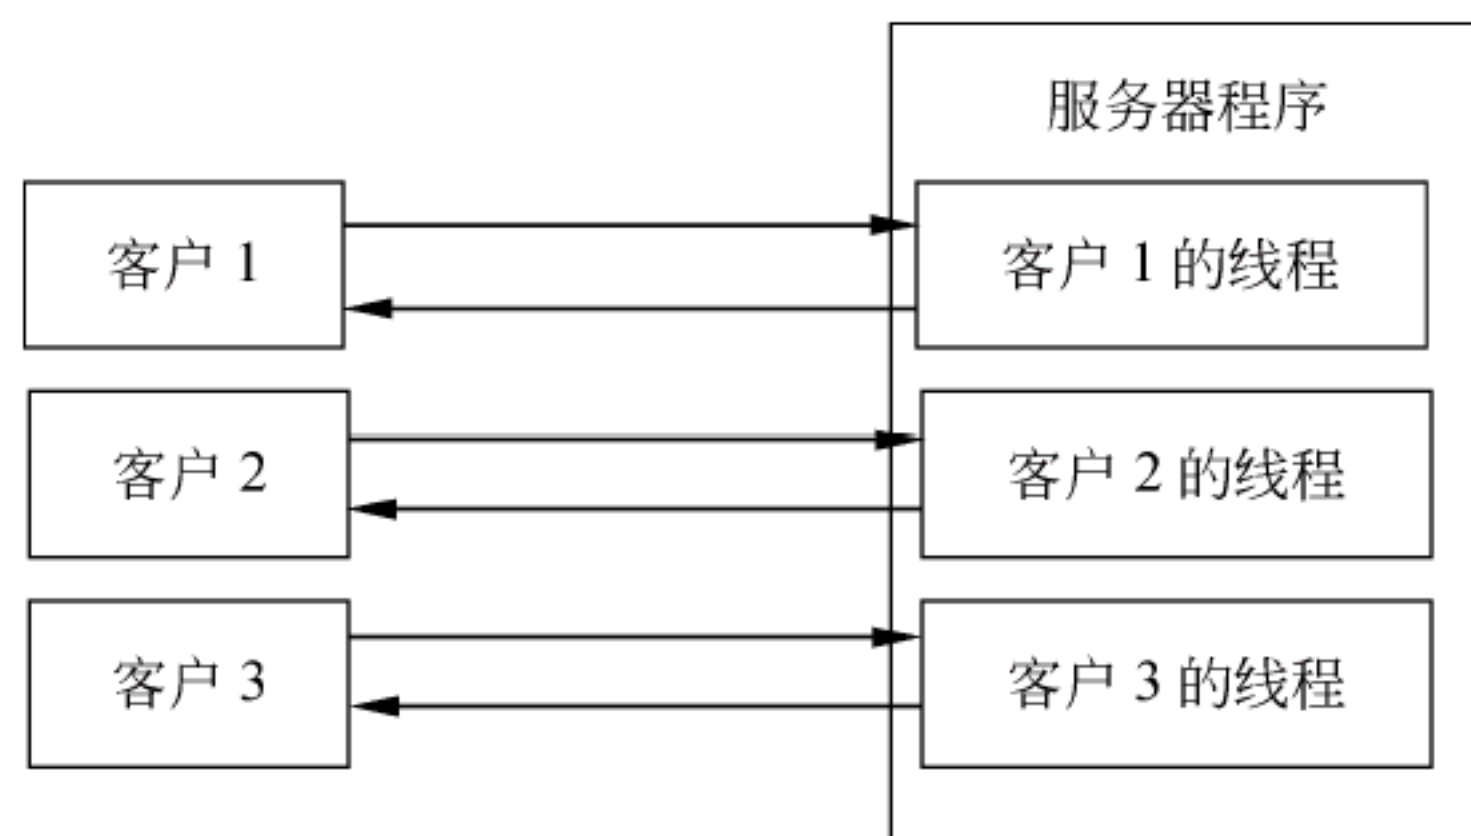 服务器程序
客户 1
客户 1 的线程
客户 2
客户 2 的线程
客户 3
客户 3 的线程